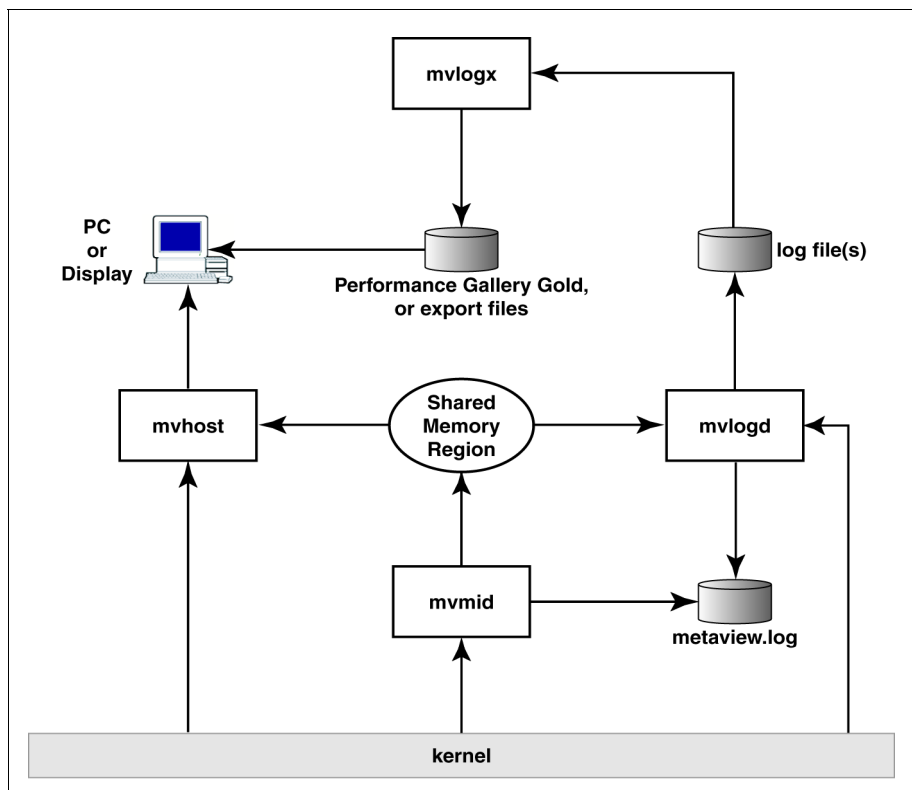 mvlogx
PC
or
Display
log file(s)
Performance Gallery Gold,
or export files
mvhost
Shared
Memory
Region
mvlogd
mvmid
metaview.log
kernel